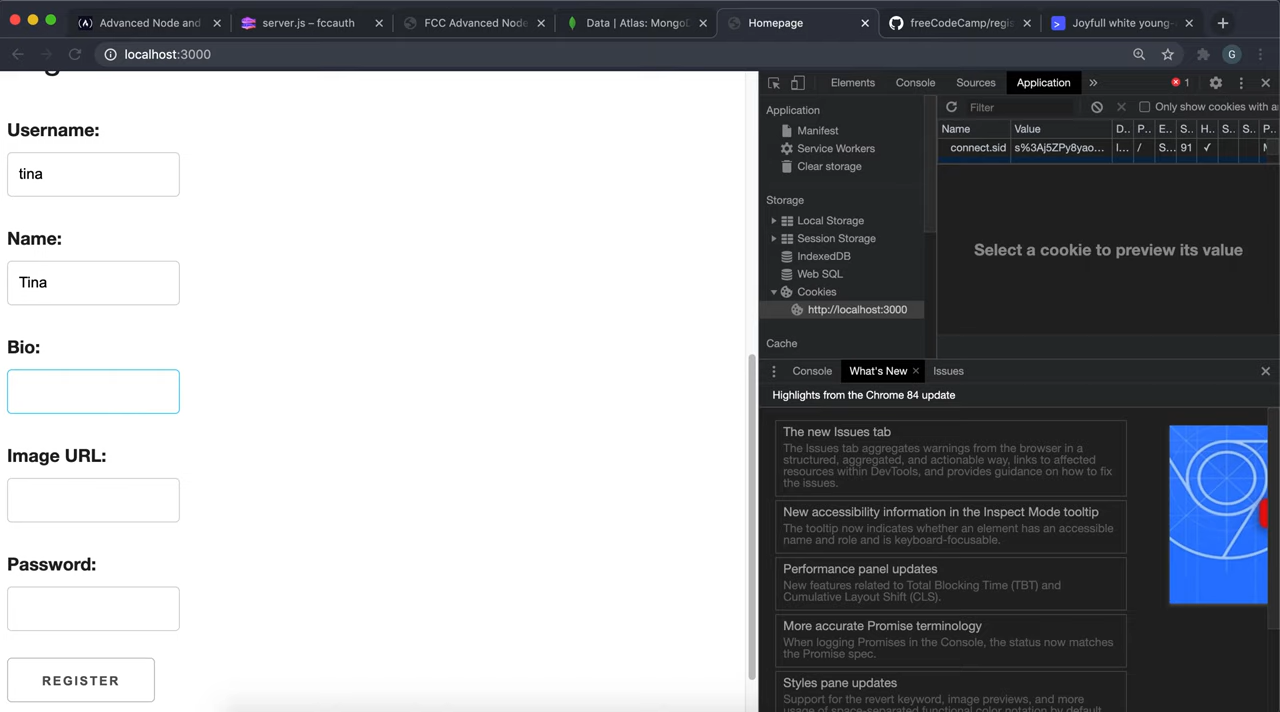 Advanced Node and
server.js – fccauth
FCC Advanced Node
Data | Atlas: MongoD
Homepage
freeCodeCamp/regis
Joyfull white young-
localhost:3000
G
Username:
tina
Name:
Tina
Bio:
Image URL:
Password:
REGISTER
Elements
Console
Sources
Application
1
Application
Manifest
Service Workers
Clear storage
Storage
Local Storage
Session Storage
IndexedDB
Web SQL
Cookies
http://localhost:3000
Cache
Filter
Only show cookies with a
Name Value D.. P.. E.. S.. H.. S.. S.. P..
connect.sid s%3Aj5ZPy8yao... l... / S... 91 ✓
Select a cookie to preview its value
Console
What's New
Issues
Highlights from the Chrome 84 update
The new Issues tab
The Issues tab aggregates warnings from the browser in a
structured, aggregated, and actionable way, links to affected
resources within DevTools, and provides guidance on how to fix
the issues.
New accessibility information in the Inspect Mode tooltip
The tooltip now indicates whether an element has an accessible
name and role and is keyboard-focusable.
Performance panel updates
New features related to Total Blocking Time (TBT) and
Cumulative Layout Shift (CLS).
More accurate Promise terminology
When logging Promises in the Console, the status now matches
the Promise spec.
Styles pane updates
Support for the revert keyword, image previews, and more
usage of space-separated functional color notation by default